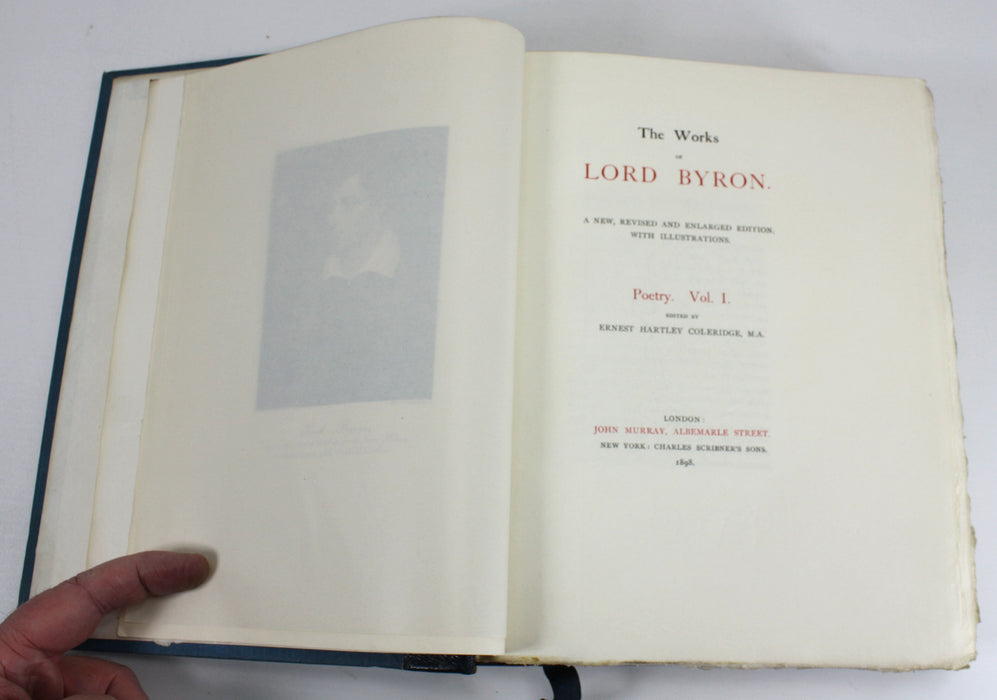 The Works
OF
LORD BYRON.
A NEW, REVISED AND ENLARGED EDITION,
WITH ILLUSTRATIONS.
Poetry. Vol. I.
EDITED BY
ERNEST HARTLEY COLERIDGE, M.A.
LONDON:
JOHN MURRAY, ALBEMARLE STREET.
NEW YORK: CHARLES SCRIBNER'S SONS.
1898.